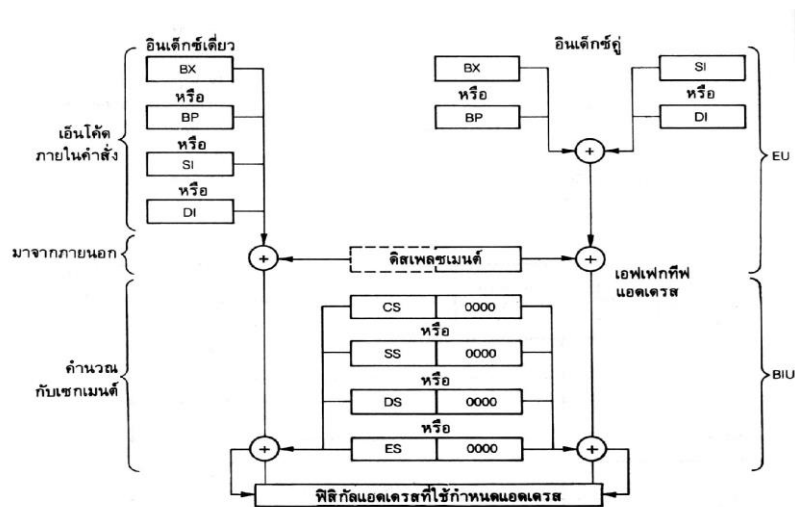 อินเด็กซ์เดี่ยว
BX
หรือ
BP
หรือ
SI
หรือ
DI
อินเด็กซ์คู่
BX
หรือ
BP
SI
หรือ
DI
+
EU
เอ็นโค้ด
ภายในคำสั่ง
มาจากภายนอก
+
ดิสเพลซเมนต์
+
เอฟเฟกทีฟ
แอดเดรส
คำนวณ
กับเซกเมนต์
CS 0000
หรือ
SS 0000
หรือ
DS 0000
หรือ
ES 0000
+
+
BIU
ฟิสิกัลแอดเดรสที่ใช้กำหนดแอดเดรส